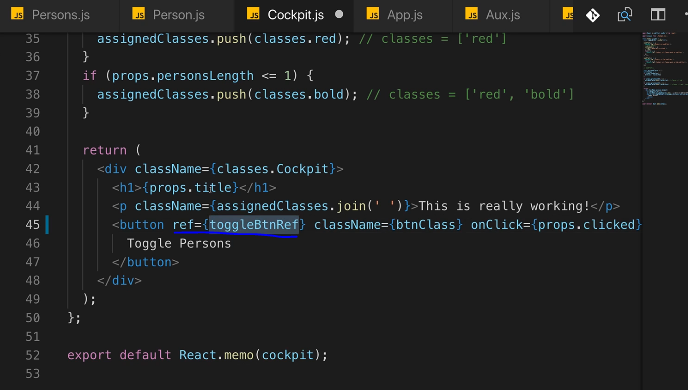 JS Persons.js JS Person.js JS Cockpit.js JS App.js JS Aux.js JS
35 assignedClasses.push(classes.red); // classes = ['red']
36 }
37 if (props.personsLength <= 1) {
38 assignedClasses.push(classes.bold); // classes = ['red', 'bold']
39 }
40
41 return (
42 <div className={classes.Cockpit}>
43 <h1>{props.title}</h1>
44 <p className={assignedClasses.join(' ')}>This is really working!</p>
45 <button ref={toggleBtnRef} className={btnClass} onClick={props.clicked}
46 Toggle Persons
47 </button>
48 </div>
49 );
50 };
51
52 export default React.memo(cockpit);
53